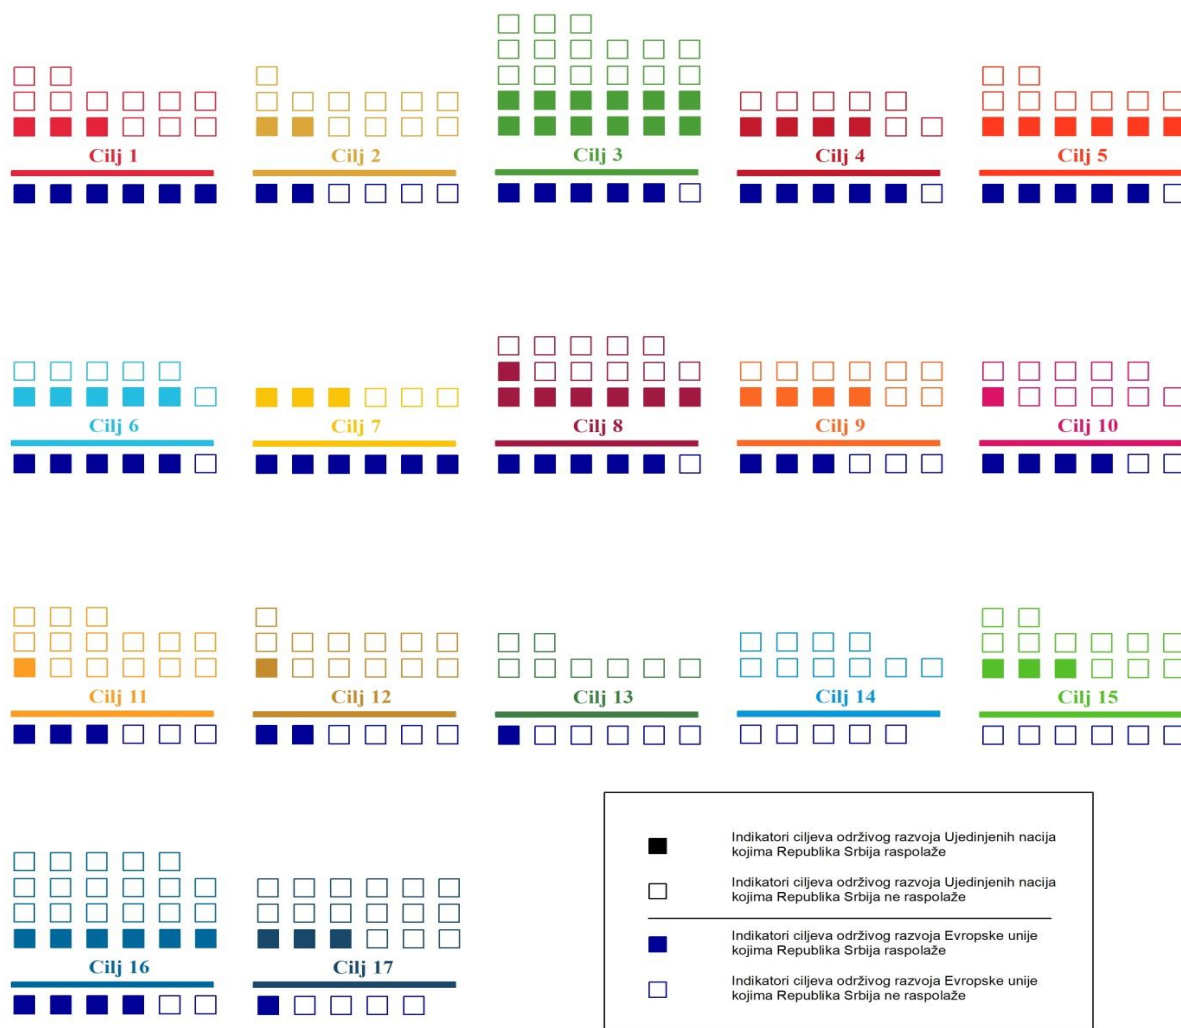 Cilj 1
Cilj 2
Cilj 3
Cilj 4
Cilj 5
Cilj 6
Cilj 7
Cilj 8
Cilj 9
Cilj 10
Cilj 11
Cilj 12
Cilj 13
Cilj 14
Cilj 15
Cilj 16
Cilj 17
Indikatori ciljeva održivog razvoja Ujedinjenih nacija
kojima Republika Srbija raspolaže
Indikatori ciljeva održivog razvoja Ujedinjenih nacija
kojima Republika Srbija ne raspolaže
Indikatori ciljeva održivog razvoja Evropske unije
kojima Republika Srbija raspolaže
Indikatori ciljeva održivog razvoja Evropske unije
kojima Republika Srbija ne raspolaže